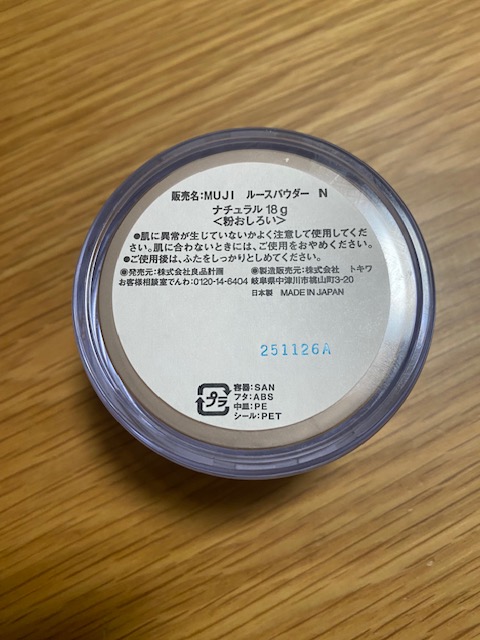 販売名:MUJI ルースパウダー N
ナチュラル 18g
<粉おしろい>
●肌に異常が生じていないかよく注意して使用してくださ
い。肌に合わないときには、ご使用をおやめください。
●ご使用後は、ふたをしっかりとしめてください。
●発売元:株式会社良品計画 ●製造販売元:株式会社 トキワ
お客様相談室でんわ:0120-14-6404 岐阜県中津川市桃山町3-20
日本製 MADE IN JAPAN
251126A
プラ
容器:SAN
フタ:ABS
中皿:PE
シール:PET